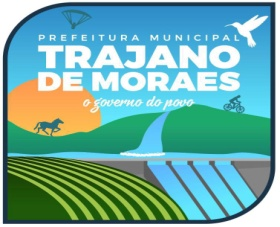 PREFEITURA MUNICIPAL
TRAJANO
DE MORAES
o governo do povo